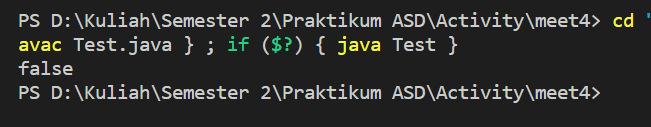 PS D:\Kuliah\Semester 2\Praktikum ASD\Activity\meet4> cd "
avac Test.java } ; if ($?) { java Test }
false
PS D:\Kuliah\Semester 2\Praktikum ASD\Activity\meet4>